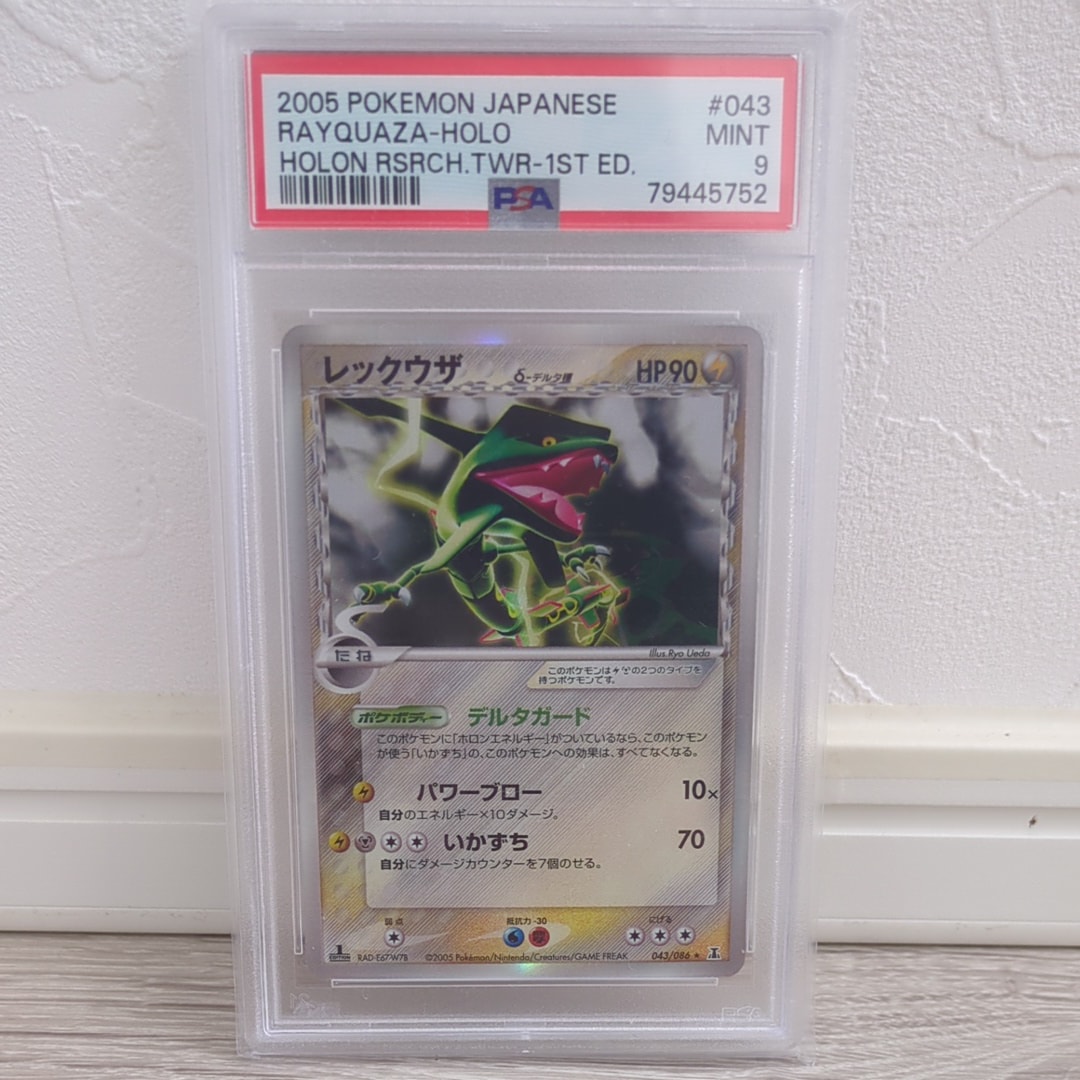 2005 POKEMON JAPANESE #043
RAYQUAZA-HOLO MINT
HOLON RSRCH.TWR-1ST ED. 9
PSA 79445752
レックウザ δ-デルタ種 HP90
たね
Illus.Ryo Ueda
このポケモンは の2つのタイプを
持つポケモンです。
ポケボディー デルタガード
このポケモンに「ホロンエネルギー」がついているなら、このポケモン
が使う「いかずち」の、このポケモンへの効果は、すべてなくなる。
パワーブロー 10×
自分のエネルギー×10ダメージ。
いかずち 70
自分にダメージカウンターを7個のせる。
弱点 抵抗力 -30 にげる
1 EDITION RAD-E67-W7B ©2005 Pokémon/Nintendo/Creatures/GAME FREAK 043/086 ★